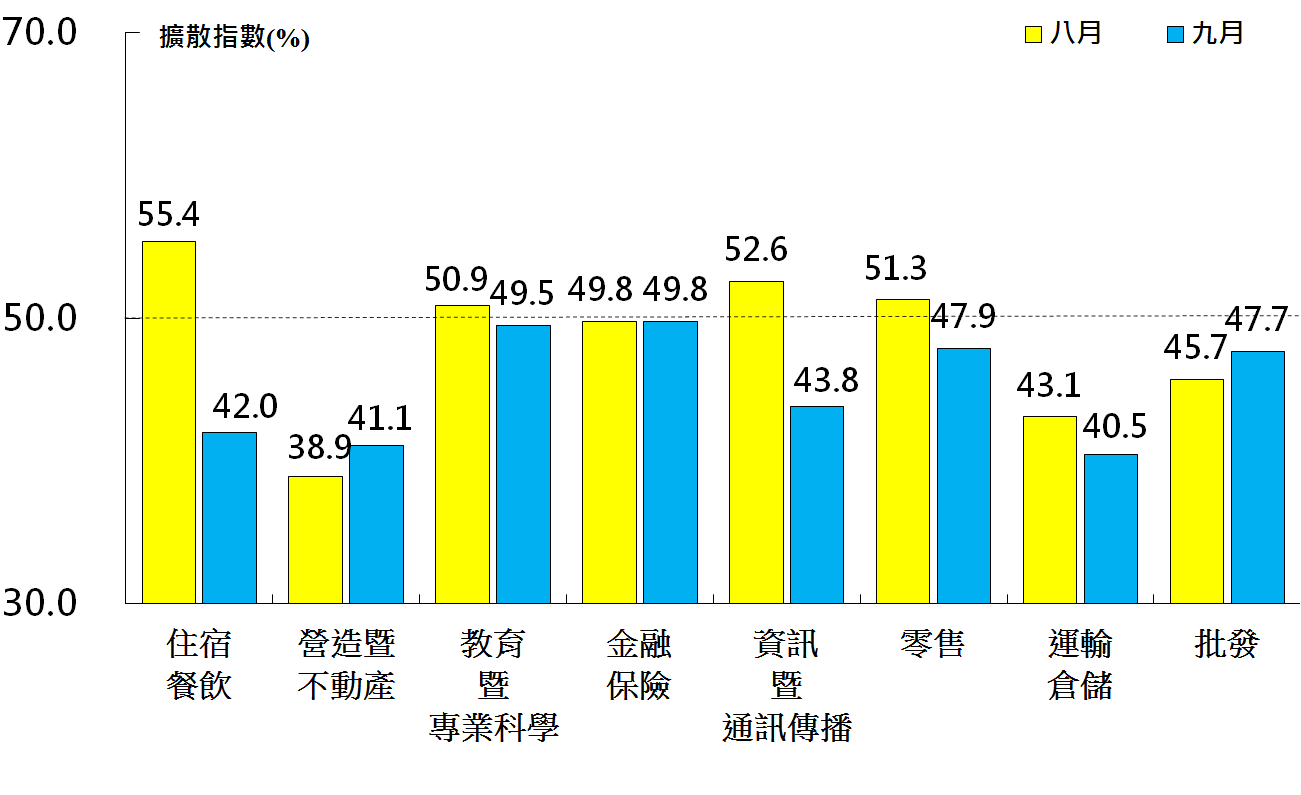 70.0
擴散指數(%)
八月
九月
50.0
30.0
55.4
42.0
38.9
41.1
50.9
49.5
49.8
49.8
52.6
43.8
51.3
47.9
43.1
40.5
45.7
47.7
住宿
餐飲
營造暨
不動產
教育
暨
專業科學
金融
保險
資訊
暨
通訊傳播
零售
運輸
倉儲
批發